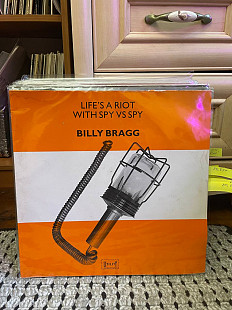 LIFE'S A RIOT
WITH SPY VS SPY
BILLY BRAGG